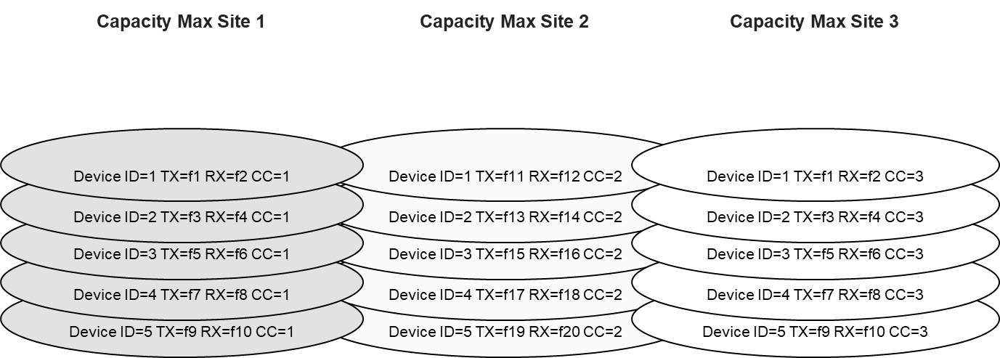 Capacity Max Site 1
Capacity Max Site 2
Capacity Max Site 3
Device ID=1 TX=f1 RX=f2 CC=1
Device ID=1 TX=f11 RX=f12 CC=2
Device ID=1 TX=f1 RX=f2 CC=3
Device ID=2 TX=f3 RX=f4 CC=1
Device ID=2 TX=f13 RX=f14 CC=2
Device ID=2 TX=f3 RX=f4 CC=3
Device ID=3 TX=f5 RX=f6 CC=1
Device ID=3 TX=f15 RX=f16 CC=2
Device ID=3 TX=f5 RX=f6 CC=3
Device ID=4 TX=f7 RX=f8 CC=1
Device ID=4 TX=f17 RX=f18 CC=2
Device ID=4 TX=f7 RX=f8 CC=3
Device ID=5 TX=f9 RX=f10 CC=1
Device ID=5 TX=f19 RX=f20 CC=2
Device ID=5 TX=f9 RX=f10 CC=3